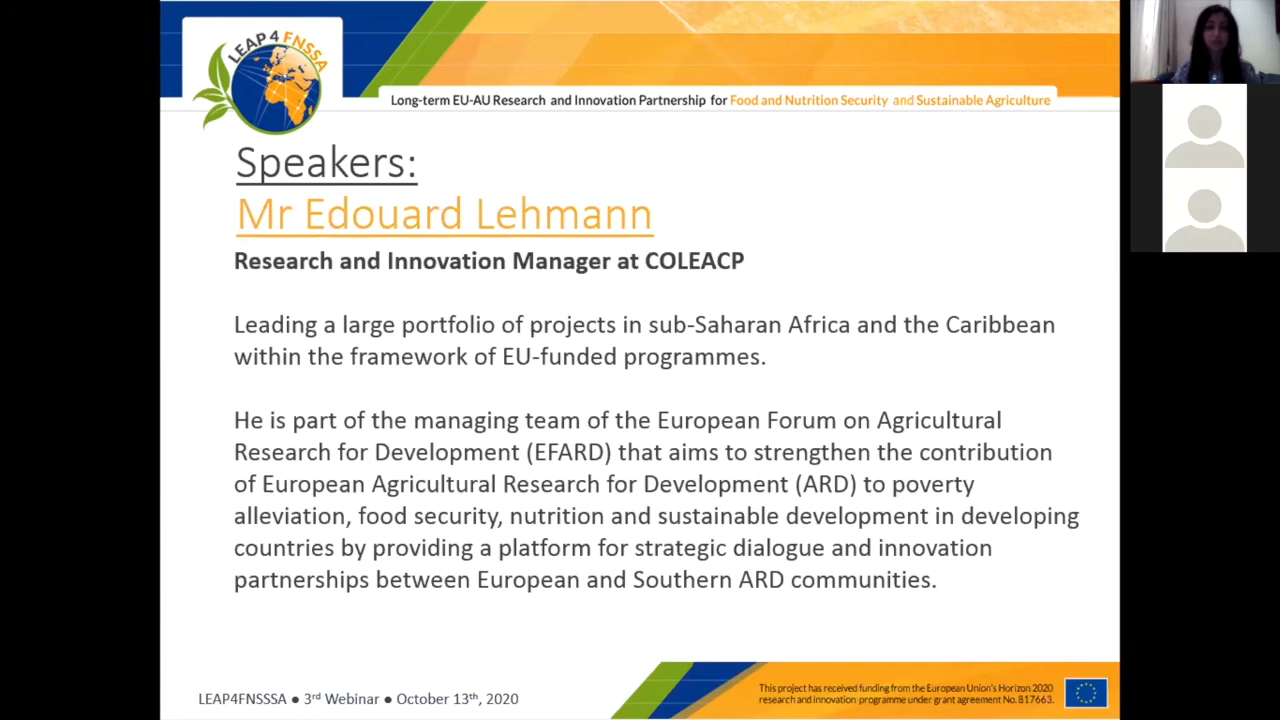 LEAP 4 FNSSA
Long-term EU-AU Research and Innovation Partnership for Food and Nutrition Security and Sustainable Agriculture
Speakers:
Mr Edouard Lehmann
Research and Innovation Manager at COLEACP
Leading a large portfolio of projects in sub-Saharan Africa and the Caribbean
within the framework of EU-funded programmes.
He is part of the managing team of the European Forum on Agricultural
Research for Development (EFARD) that aims to strengthen the contribution
of European Agricultural Research for Development (ARD) to poverty
alleviation, food security, nutrition and sustainable development in developing
countries by providing a platform for strategic dialogue and innovation
partnerships between European and Southern ARD communities.
LEAP4FNSSSA ● 3rd Webinar ● October 13th, 2020
This project has received funding from the European Union's Horizon 2020
research and innovation programme under grant agreement No. 817663.